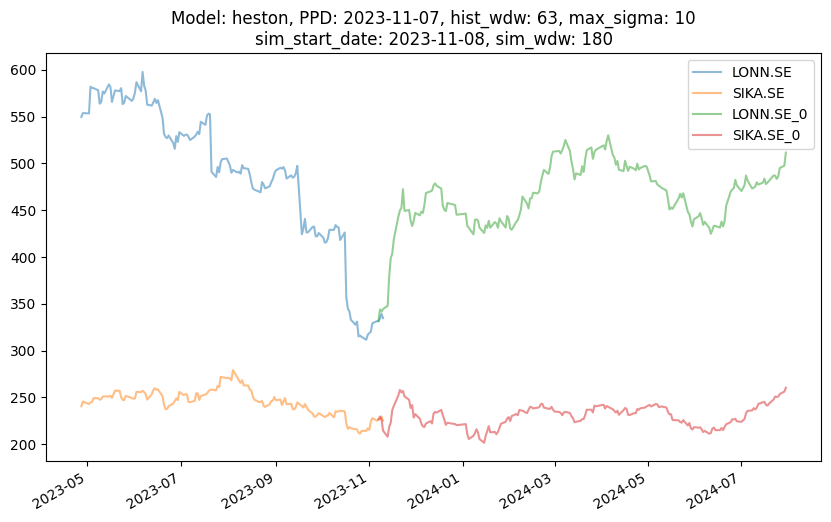 Model: heston, PPD: 2023-11-07, hist_wdw: 63, max_sigma: 10
sim_start_date: 2023-11-08, sim_wdw: 180
LONN.SE
SIKA.SE
LONN.SE_0
SIKA.SE_0
600
550
500
450
400
350
300
250
200
2023-05
2023-07
2023-09
2023-11
2024-01
2024-03
2024-05
2024-07